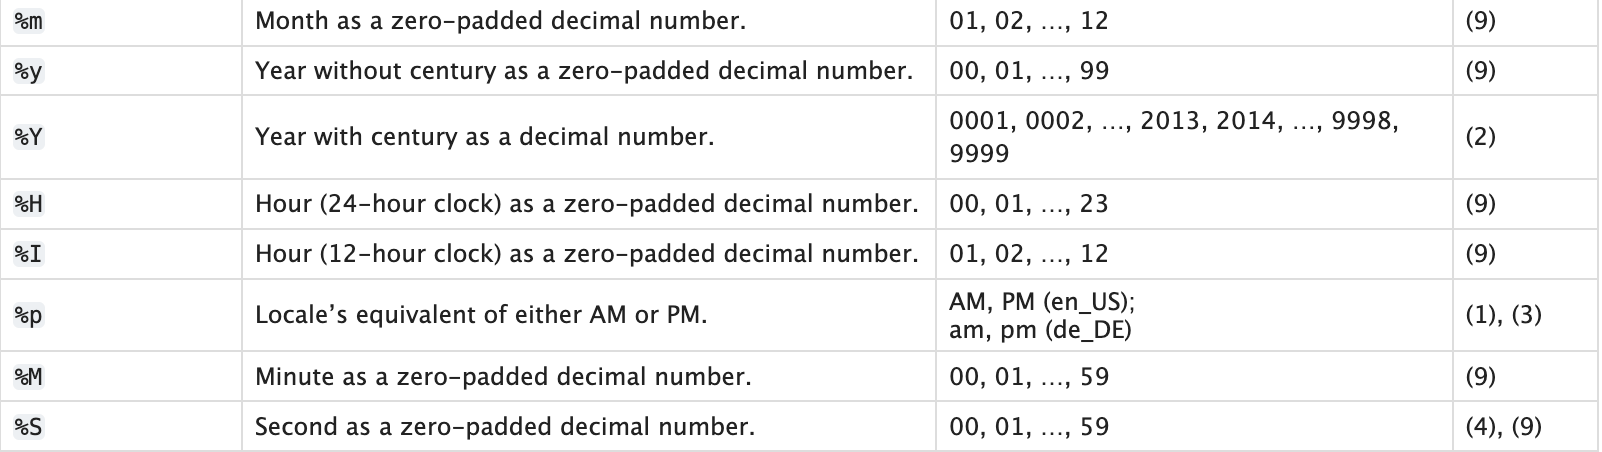 %m Month as a zero-padded decimal number. 01, 02, …, 12 (9)
%y Year without century as a zero-padded decimal number. 00, 01, …, 99 (9)
%Y Year with century as a decimal number. 0001, 0002, …, 2013, 2014, …, 9998, (2)
9999
%H Hour (24-hour clock) as a zero-padded decimal number. 00, 01, …, 23 (9)
%I Hour (12-hour clock) as a zero-padded decimal number. 01, 02, …, 12 (9)
%p Locale’s equivalent of either AM or PM. AM, PM (en_US); (1), (3)
am, pm (de_DE)
%M Minute as a zero-padded decimal number. 00, 01, …, 59 (9)
%S Second as a zero-padded decimal number. 00, 01, …, 59 (4), (9)